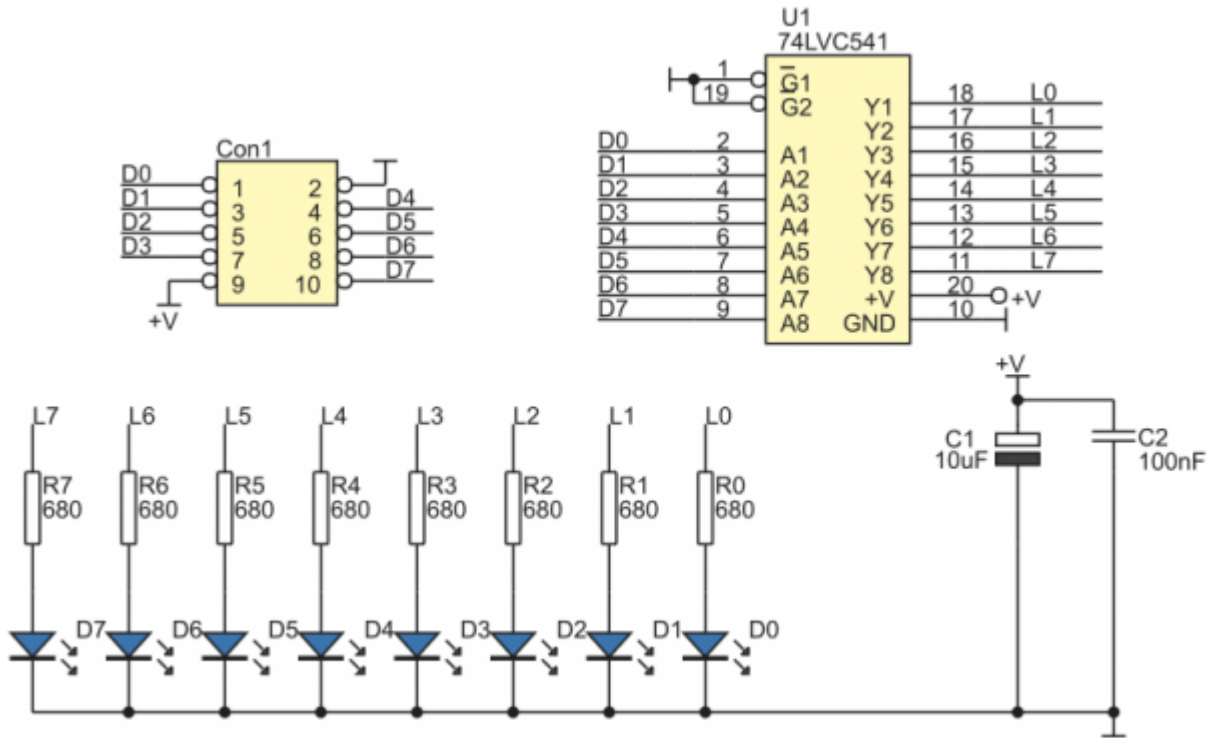 U1
74LVC541
1 G1
19 G2
Y1 18 L0
Y2 17 L1
D0 2 A1 Y3 16 L2
D1 3 A2 Y4 15 L3
D2 4 A3 Y5 14 L4
D3 5 A4 Y6 13 L5
D4 6 A5 Y7 12 L6
D5 7 A6 Y8 11 L7
D6 8 A7 +V 20 +V
D7 9 A8 GND 10
Con1
D0 1 2
D1 3 4 D4
D2 5 6 D5
D3 7 8 D6
9 10 D7
+V
+V
C1
10uF
C2
100nF
L7 L6 L5 L4 L3 L2 L1 L0
R7 R6 R5 R4 R3 R2 R1 R0
680 680 680 680 680 680 680 680
D7 D6 D5 D4 D3 D2 D1 D0